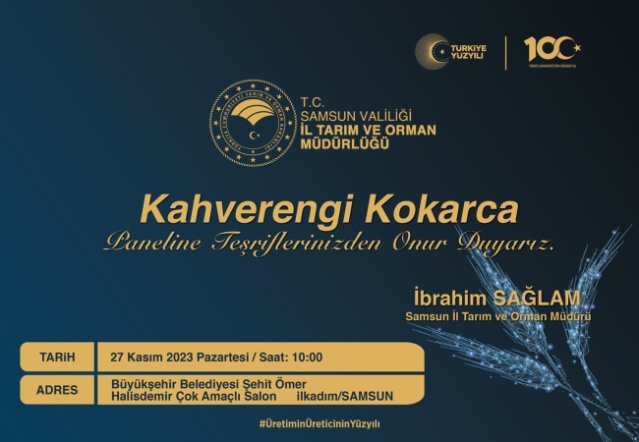 TÜRKİYE
YÜZYILI
100
T.C.
SAMSUN VALİLİĞİ
İL TARIM VE ORMAN
MÜDÜRLÜĞÜ
Kahverengi Kokarca
Paneline Teşriflerinizden Onur Duyarız.
İbrahim SAĞLAM
Samsun İl Tarım ve Orman Müdürü
TARiH 27 Kasım 2023 Pazartesi / Saat: 10:00
ADRES Büyükşehir Belediyesi Şehit Ömer
Halisdemir Çok Amaçlı Salon ilkadım/SAMSUN
#ÜretiminÜreticininYüzyılı